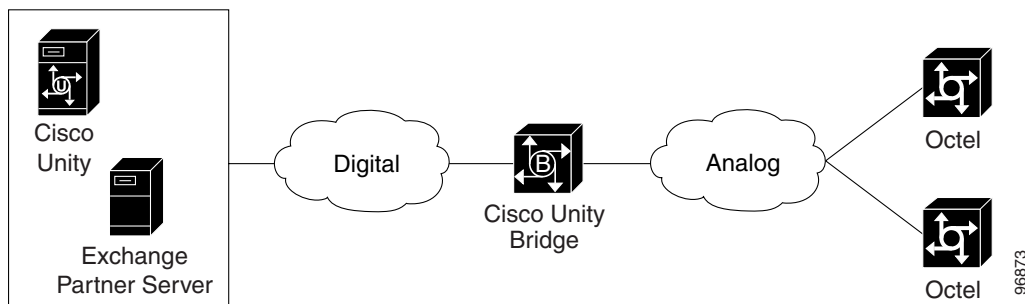 U
Cisco
Unity
Exchange
Partner Server
Digital
B
Cisco Unity
Bridge
Analog
Octel
Octel
96873